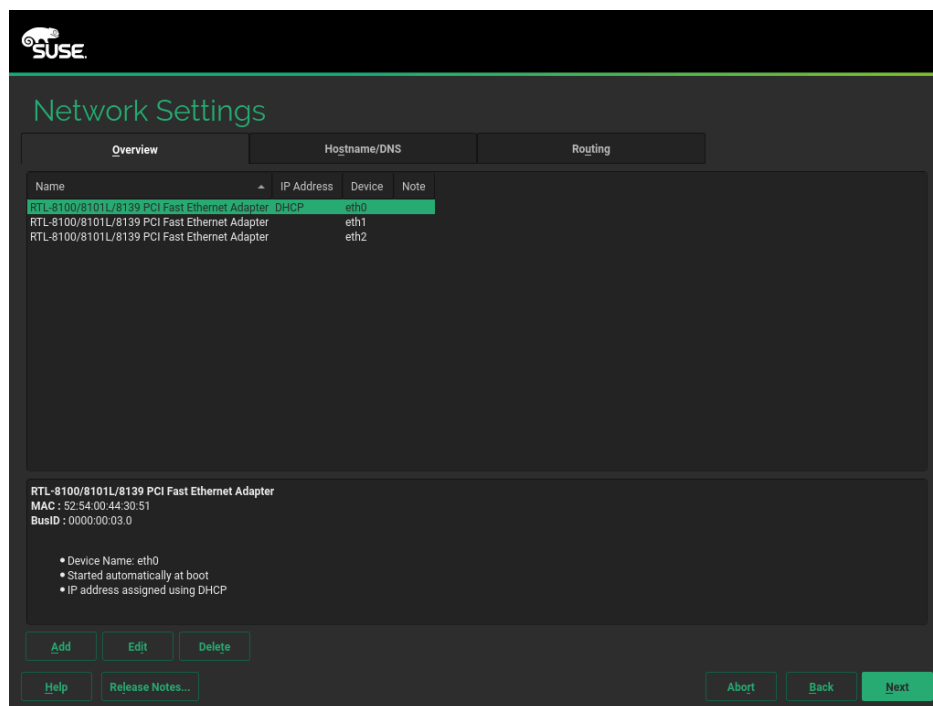 SUSE.
Network Settings
Overview Hostname/DNS Routing
Name IP Address Device Note
RTL-8100/8101L/8139 PCI Fast Ethernet Adapter DHCP eth0
RTL-8100/8101L/8139 PCI Fast Ethernet Adapter eth1
RTL-8100/8101L/8139 PCI Fast Ethernet Adapter eth2
RTL-8100/8101L/8139 PCI Fast Ethernet Adapter
MAC : 52:54:00:44:30:51
BusID : 0000:00:03.0
• Device Name: eth0
• Started automatically at boot
• IP address assigned using DHCP
Add Edit Delete
Help Release Notes... Abort Back Next